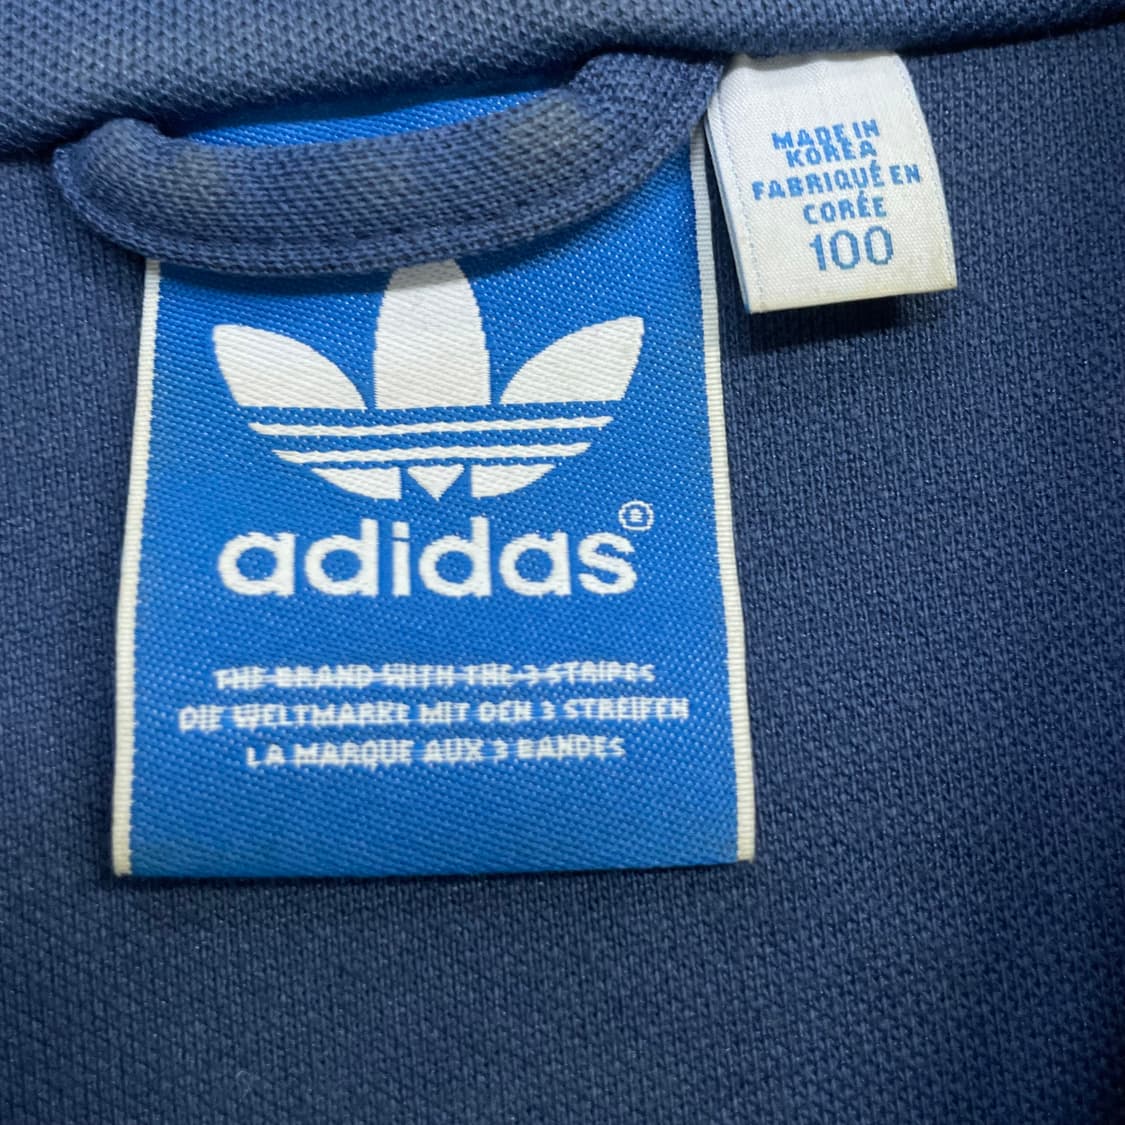 MADE IN
KOREA
FABRIQUÉ EN
CORÉE
100
adidas®
THE BRAND WITH THE 3 STRIPES
DIE WELTMARKE MIT DEN 3 STREIFEN
LA MARQUE AUX 3 BANDES